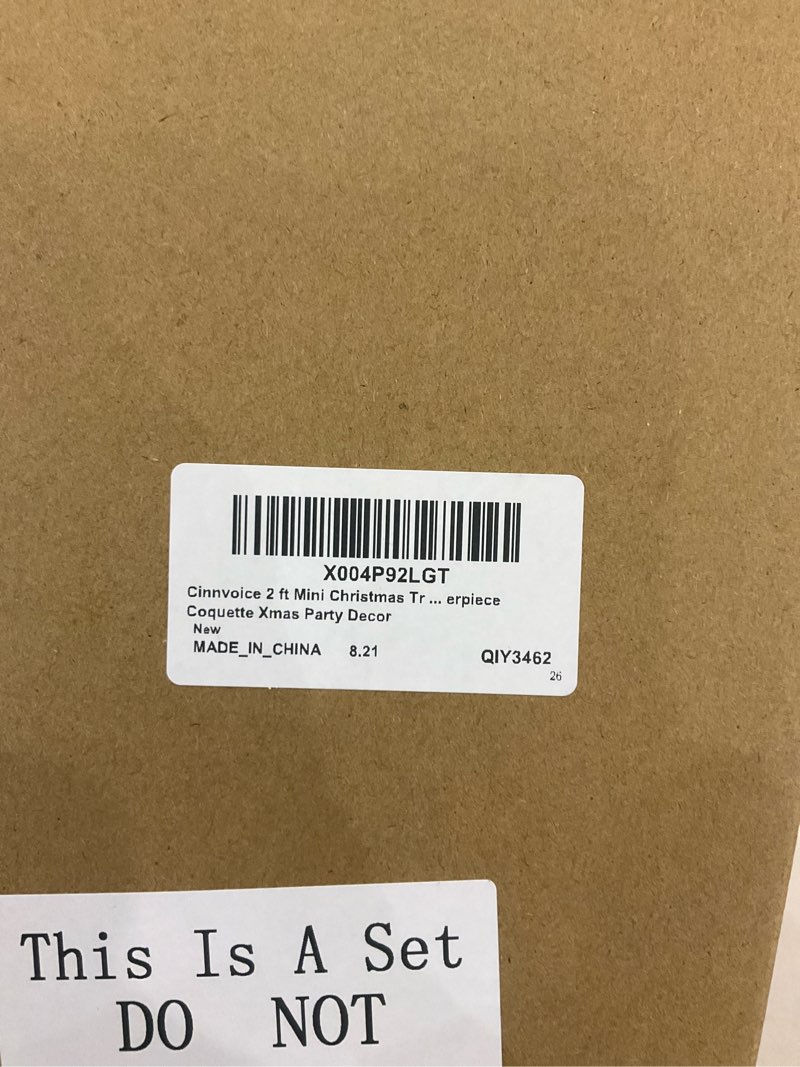 X004P92LGT
Cinnvoice 2 ft Mini Christmas Tr ... erpiece
Coquette Xmas Party Decor
New
MADE_IN_CHINA 8.21 QIY3462
26
This Is A Set
DO NOT